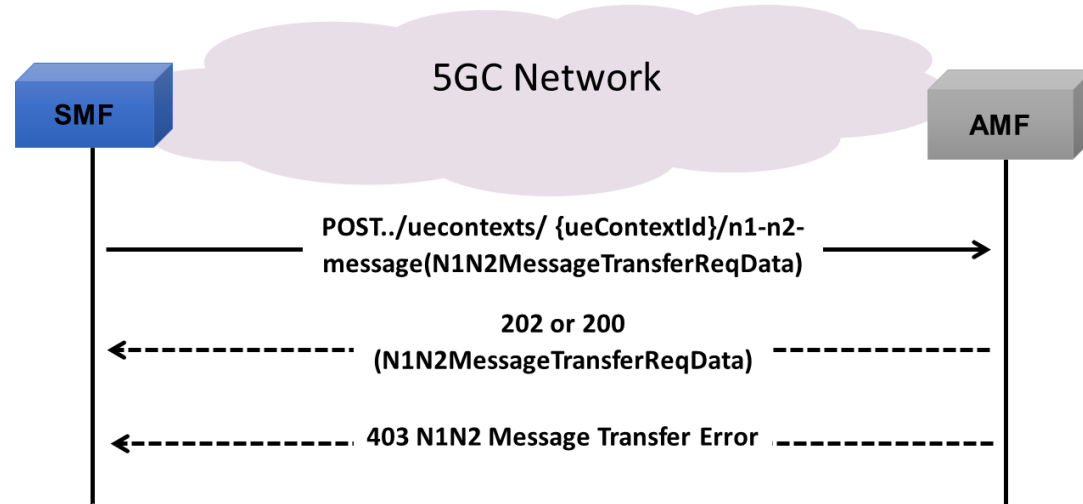 5GC Network
SMF
AMF
POST../uecontexts/ {ueContextId}/n1-n2-
message(N1N2MessageTransferReqData)
202 or 200
(N1N2MessageTransferReqData)
403 N1N2 Message Transfer Error